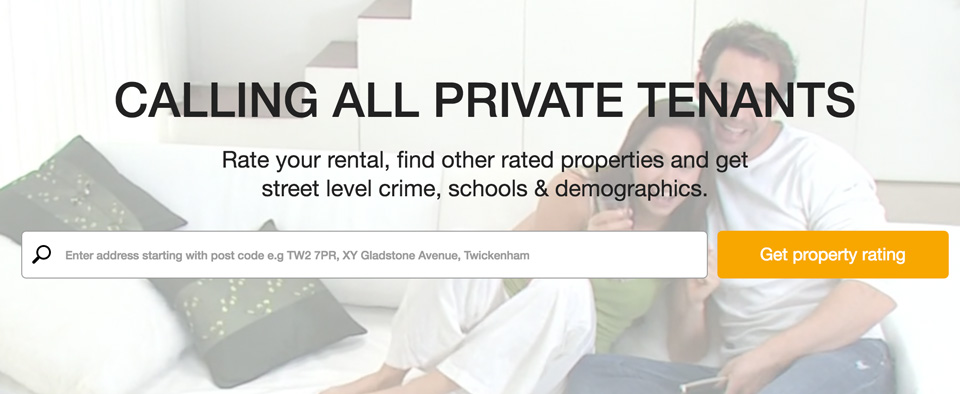 CALLING ALL PRIVATE TENANTS
Rate your rental, find other rated properties and get
street level crime, schools & demographics.
Enter address starting with post code e.g TW2 7PR, XY Gladstone Avenue, Twickenham
Get property rating